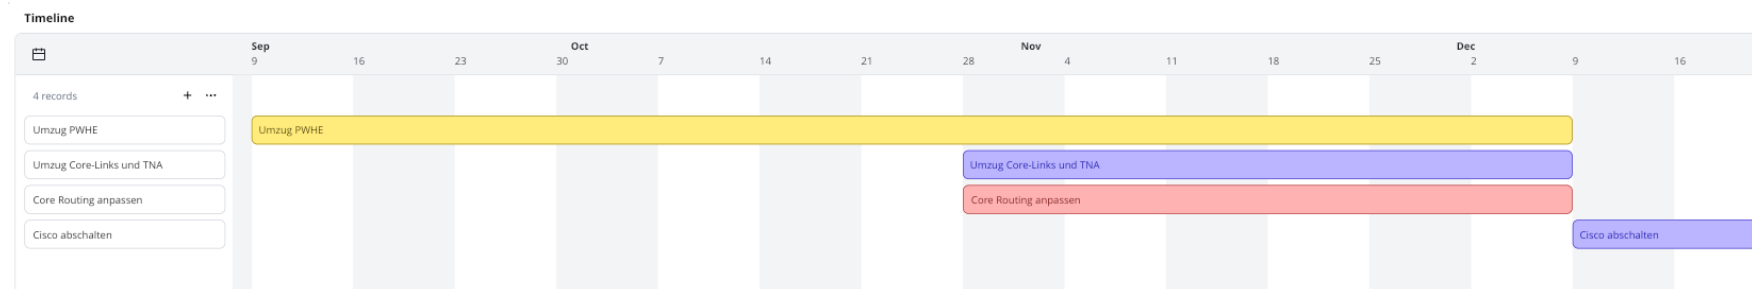 Timeline
Sep Oct Nov Dec
9 16 23 30 7 14 21 28 4 11 18 25 2 9 16
4 records + ...
Umzug PWHE Umzug PWHE
Umzug Core-Links und TNA Umzug Core-Links und TNA
Core Routing anpassen Core Routing anpassen
Cisco abschalten Cisco abschalten